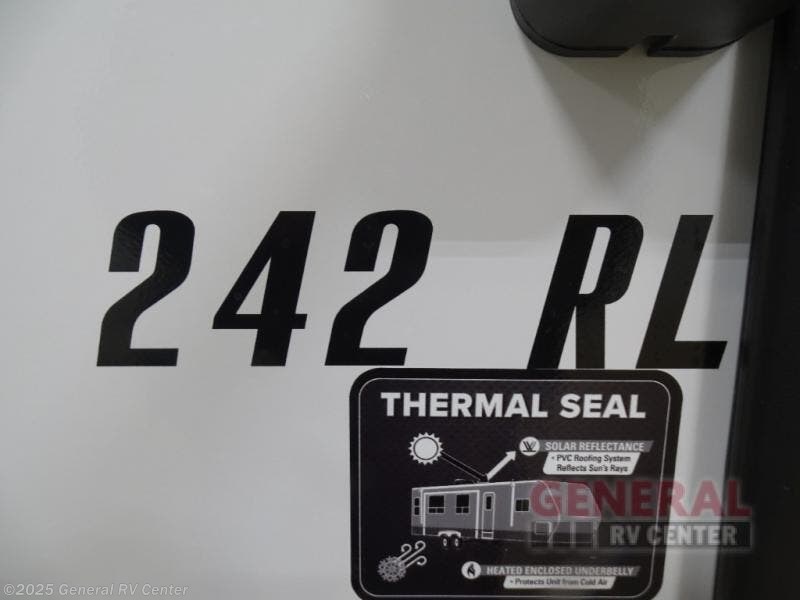 242 RL
THERMAL SEAL
SOLAR REFLECTANCE
• PVC Roofing System
Reflects Sun's Rays
GENERAL
RV CENTER
HEATED ENCLOSED UNDERBELLY
• Protects Unit from Cold Air
©2025 General RV Center